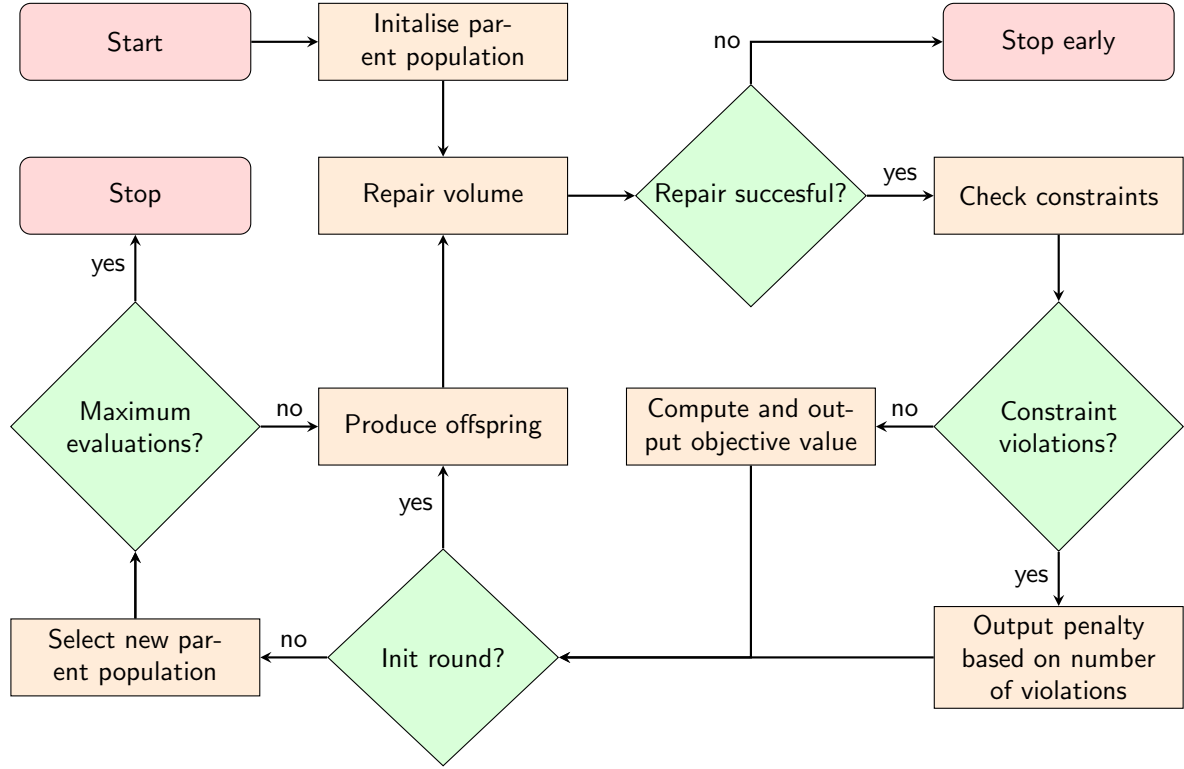 Start
Initalise par-
ent population
no
Stop early
Stop
Repair volume
Repair succesful?
yes
Check constraints
yes
Maximum
evaluations?
no
Produce offspring
Compute and out-
put objective value
no
Constraint
violations?
yes
yes
Select new par-
ent population
no
Init round?
Output penalty
based on number
of violations